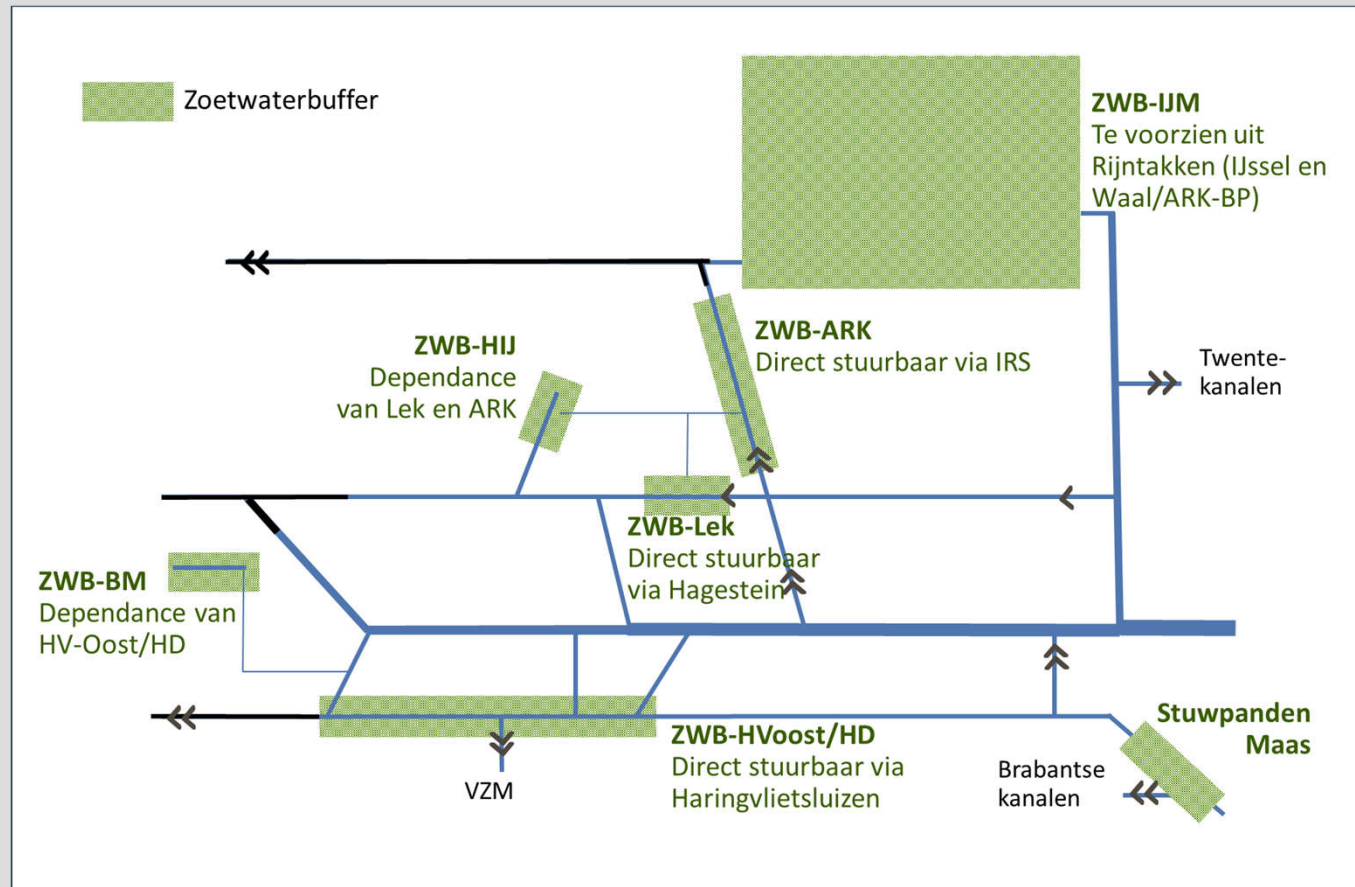 Zoetwaterbuffer
ZWB-IJM
Te voorzien uit
Rijntakken (IJssel en
Waal/ARK-BP)
ZWB-ARK
Direct stuurbaar via IRS
ZWB-HIJ
Dependance
van Lek en ARK
Twente-
kanalen
ZWB-Lek
Direct stuurbaar
via Hagestein
ZWB-BM
Dependance van
HV-Oost/HD
ZWB-HVoost/HD
Direct stuurbaar via
Haringvlietsluizen
VZM
Stuwpanden
Maas
Brabantse
kanalen